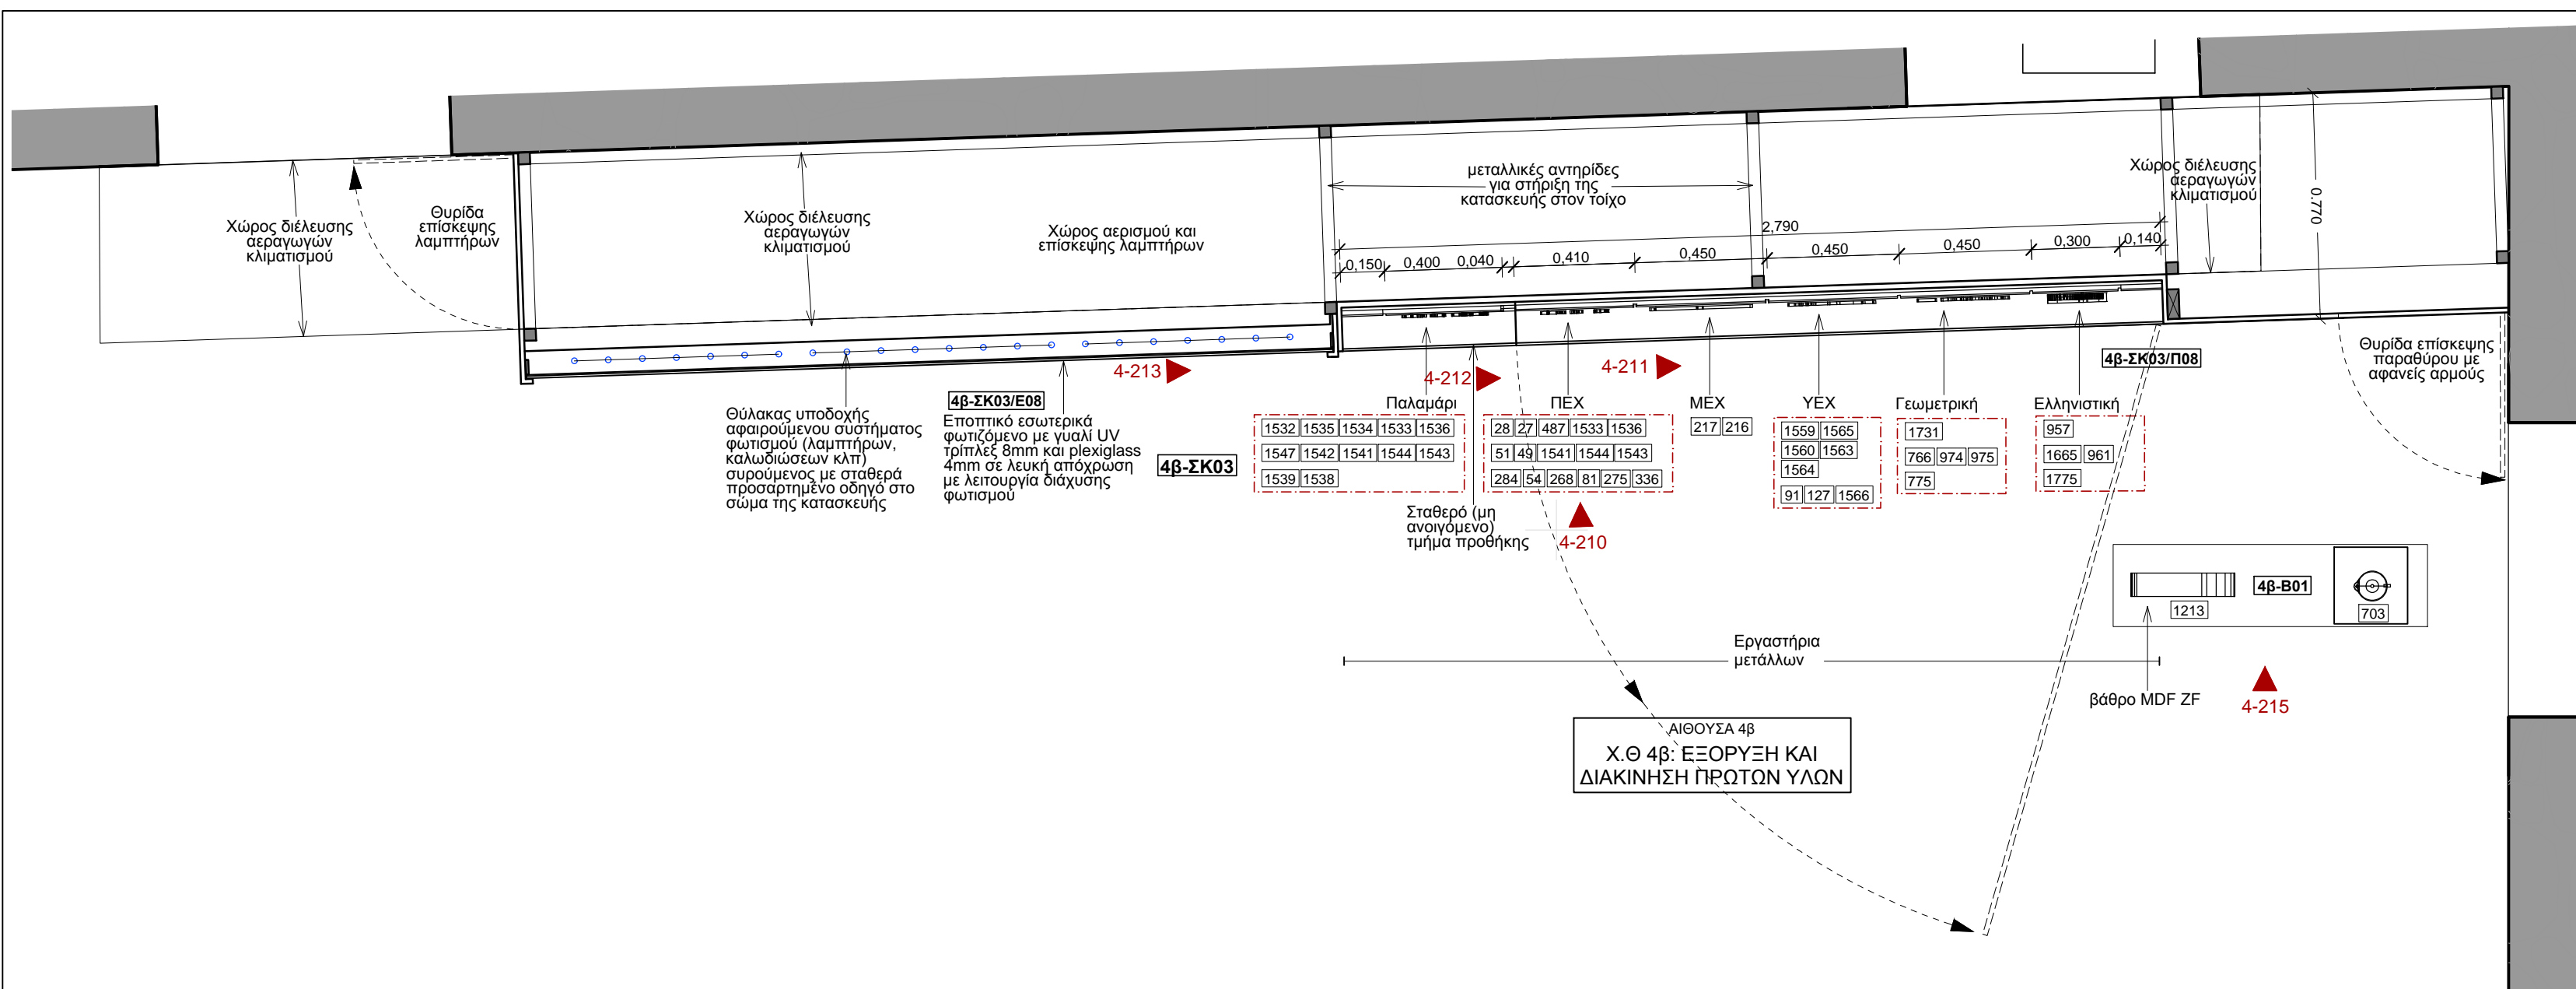 Χώρος διέλευσης
αεραγωγών
κλιματισμού
Θυρίδα
επίσκεψης
λαμπτήρων
Χώρος διέλευσης
αεραγωγών
κλιματισμού
Χώρος αερισμού και
επίσκεψης λαμπτήρων
μεταλλικές αντηρίδες
για στήριξη της
κατασκευής στον τοίχο
Χώρος διέλευσης
αεραγωγών
κλιματισμού
0.770
2,790
0,150 0,400 0,040 0,410 0,450 0,450 0,450 0,300 0,140
Θυρίδα επίσκεψης
παραθύρου με
αφανείς αρμούς
4-213
4-212
4-211
4β-ΣΚ03/Π08
Θύλακας υποδοχής
αφαιρούμενου συστήματος
φωτισμού (λαμπτήρων,
καλωδιώσεων κλπ)
συρούμενος με σταθερά
προσαρτημένο οδηγό στο
σώμα της κατασκευής
4β-ΣΚ03/Ε08
Εποπτικό εσωτερικά
φωτιζόμενο με γυαλί UV
τρίπλεξ 8mm και plexiglass
4mm σε λευκή απόχρωση
με λειτουργία διάχυσης
φωτισμού
4β-ΣΚ03
Παλαμάρι
1532 1535 1534 1533 1536
1547 1542 1541 1544 1543
1539 1538
ΠΕΧ
28 27 487 1533 1536
51 49 1541 1544 1543
284 54 268 81 275 336
ΜΕΧ
217 216
ΥΕΧ
1559 1565
1560 1563
1564
91 127 1566
Γεωμετρική
1731
766 974 975
775
Ελληνιστική
957
1665 961
1775
Σταθερό (μη
ανοιγόμενο)
τμήμα προθήκης
4-210
4β-Β01
1213
703
Εργαστήρια
μετάλλων
βάθρο MDF ZF
4-215
ΑΙΘΟΥΣΑ 4β
Χ.Θ 4β: ΕΞΟΡΥΞΗ ΚΑΙ
ΔΙΑΚΙΝΗΣΗ ΠΡΩΤΩΝ ΥΛΩΝ